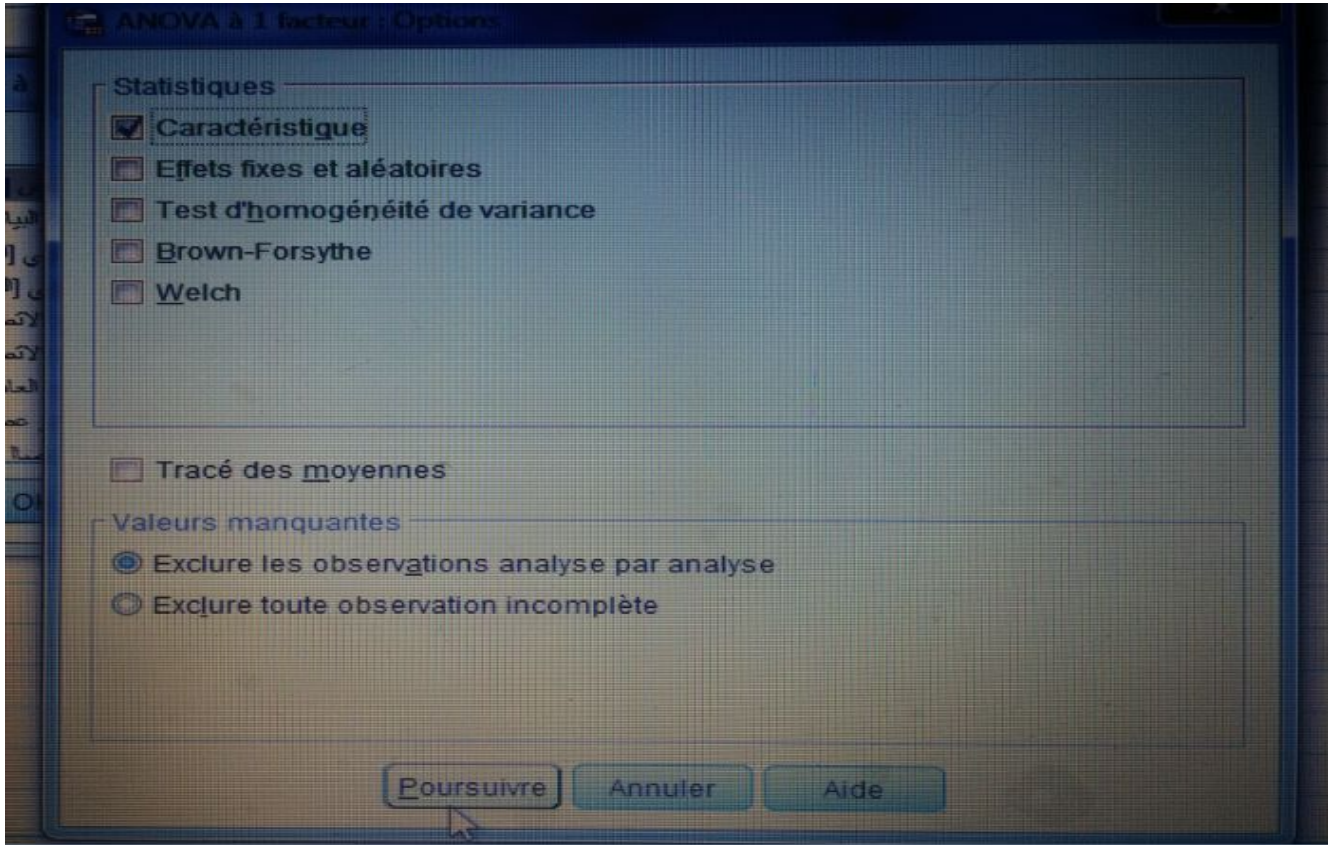 ANOVA à 1 facteur : Options
à
Statistiques
Caractéristique
Effets fixes et aléatoires
Test d'homogénéité de variance
Brown-Forsythe
Welch
Tracé des moyennes
Valeurs manquantes
Exclure les observations analyse par analyse
Exclure toute observation incomplète
Poursuivre Annuler Aide